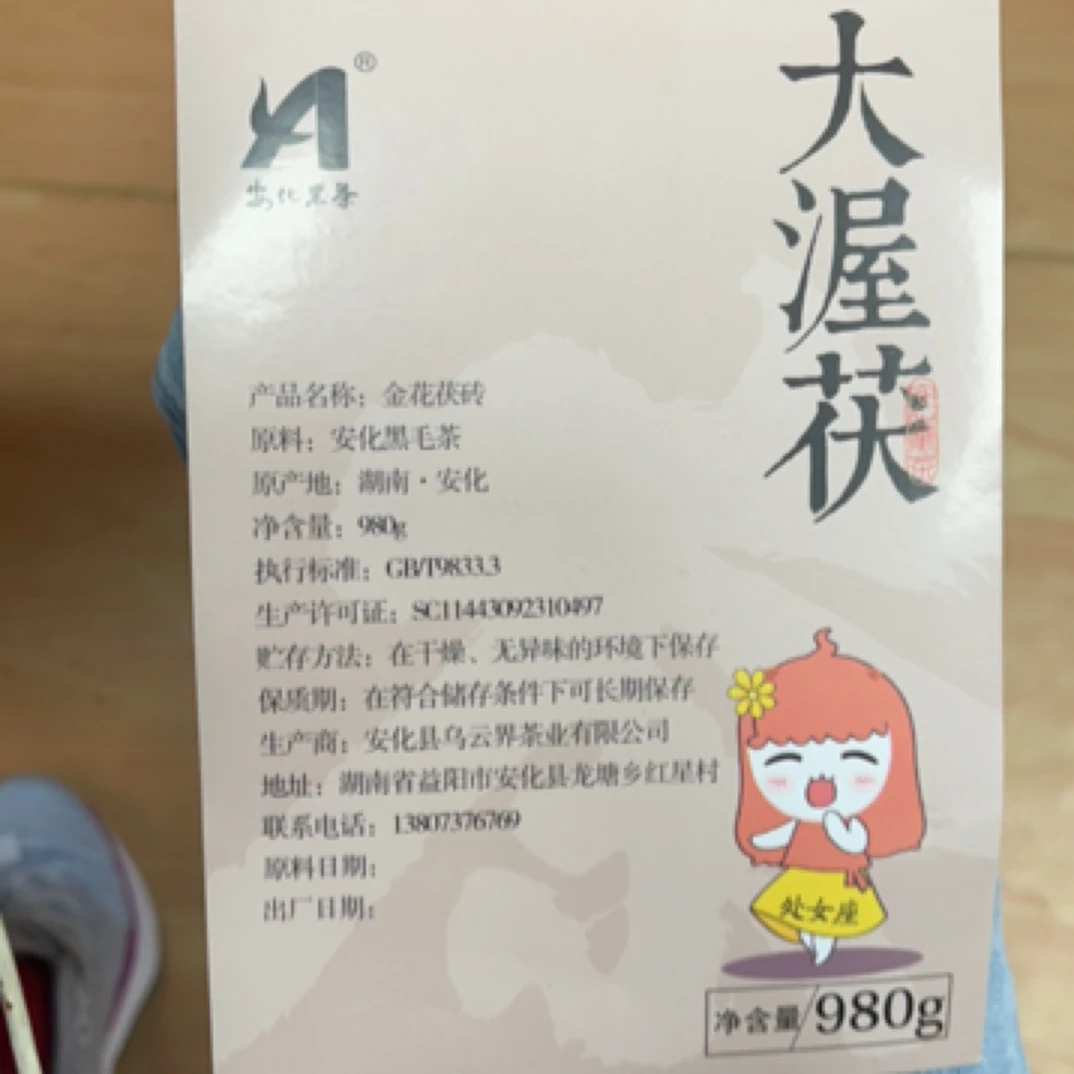 ®
安化黑茶
大渥茯
产品名称：金花茯砖
原料：安化黑毛茶
原产地：湖南·安化
净含量：980g
执行标准：GB/T9833.3
生产许可证：SC11443092310497
贮存方法：在干燥、无异味的环境下保存
保质期：在符合储存条件下可长期保存
生产商：安化县乌云界茶业有限公司
地址：湖南省益阳市安化县龙塘乡红星村
联系电话：13807376769
原料日期：
出厂日期：
处女座
净含量/980g